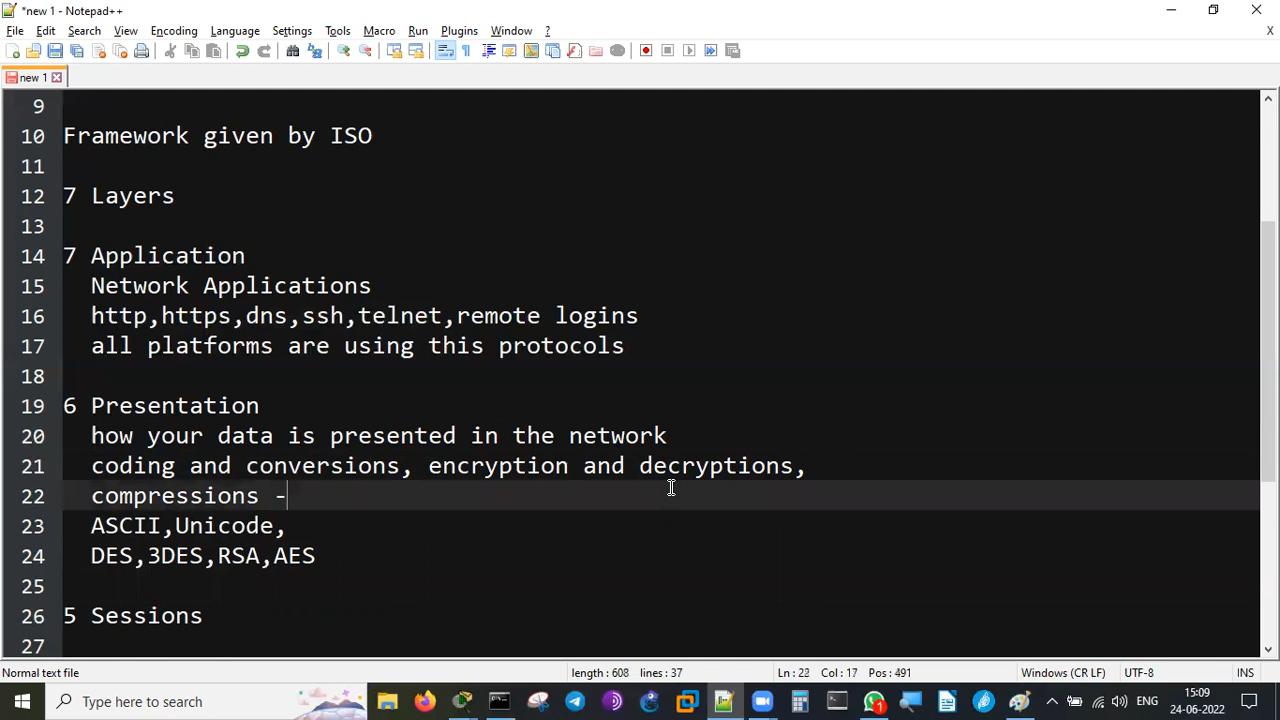 *new 1 - Notepad++
File Edit Search View Encoding Language Settings Tools Macro Run Plugins Window ? X
new 1
9
10 Framework given by ISO
11
12 7 Layers
13
14 7 Application
15 Network Applications
16 http,https,dns,ssh,telnet,remote logins
17 all platforms are using this protocols
18
19 6 Presentation
20 how your data is presented in the network
21 coding and conversions, encryption and decryptions,
22 compressions -
23 ASCII,Unicode,
24 DES,3DES,RSA,AES
25
26 5 Sessions
27
Normal text file length : 608 lines : 37 Ln : 22 Col : 17 Pos : 491 Windows (CR LF) UTF-8 INS
Type here to search 1 ENG 15:05
24-06-2022